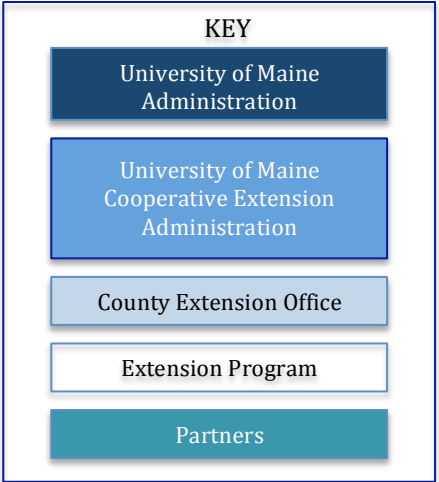 KEY
University of Maine
Administration
University of Maine
Cooperative Extension
Administration
County Extension Office
Extension Program
Partners